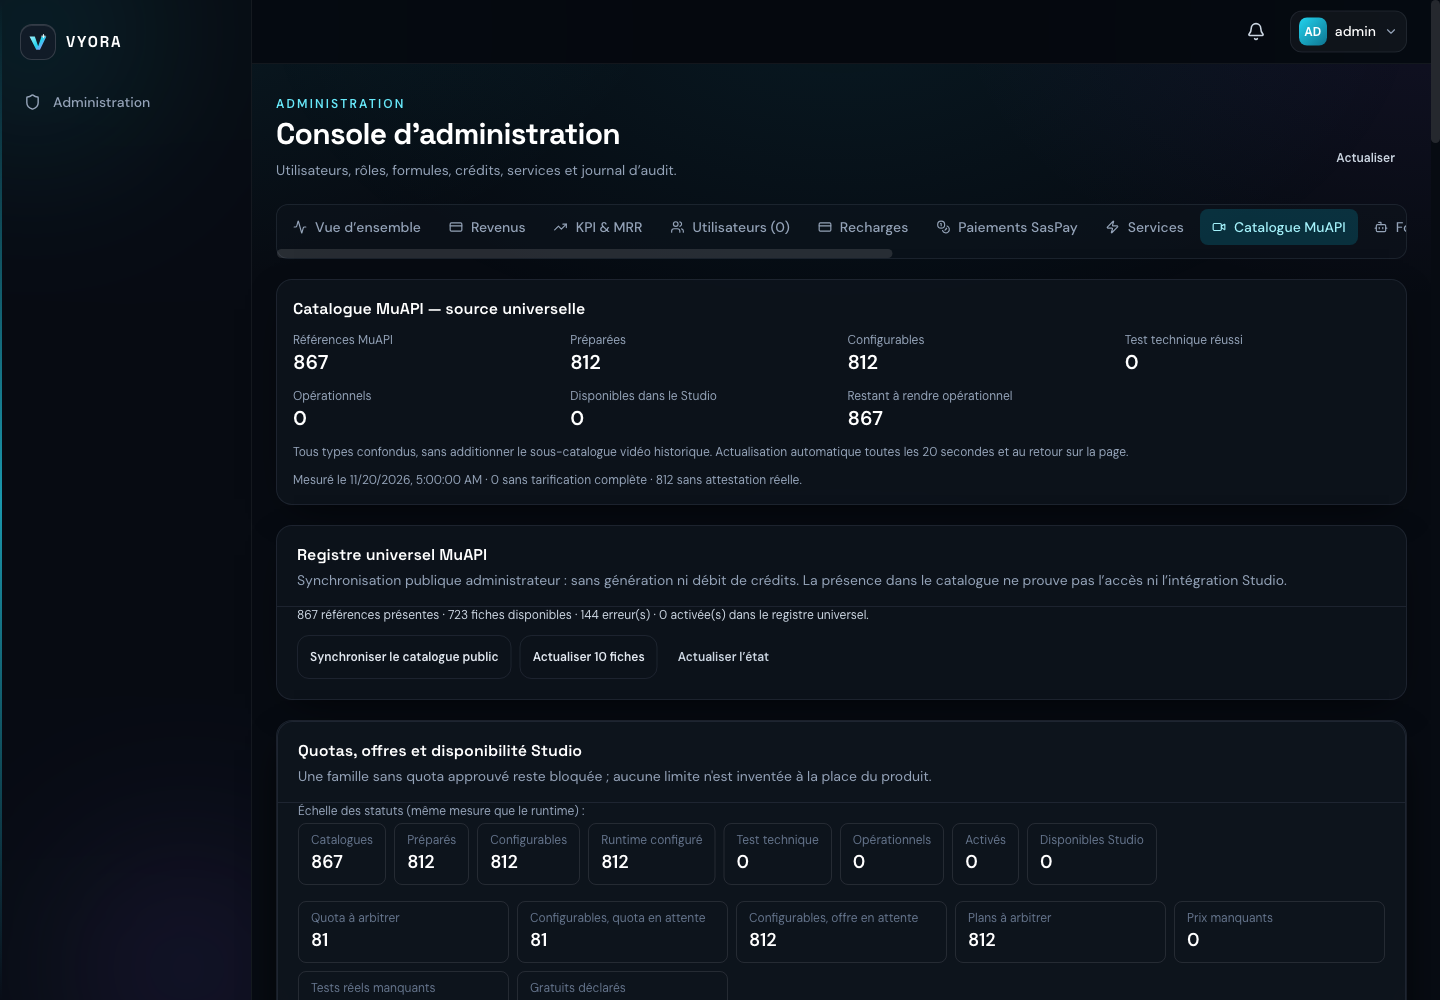 VYORA
AD admin
Administration
ADMINISTRATION
Console d’administration
Utilisateurs, rôles, formules, crédits, services et journal d’audit.
Actualiser
Vue d’ensemble Revenus KPI & MRR Utilisateurs (0) Recharges Paiements SasPay Services Catalogue MuAPI
Catalogue MuAPI — source universelle
Références MuAPI Préparées Configurables Test technique réussi
867 812 812 0
Opérationnels Disponibles dans le Studio Restant à rendre opérationnel
0 0 867
Tous types confondus, sans additionner le sous-catalogue vidéo historique. Actualisation automatique toutes les 20 secondes et au retour sur la page.
Mesuré le 11/20/2026, 5:00:00 AM · 0 sans tarification complète · 812 sans attestation réelle.
Registre universel MuAPI
Synchronisation publique administrateur : sans génération ni débit de crédits. La présence dans le catalogue ne prouve pas l’accès ni l’intégration Studio.
867 références présentes · 723 fiches disponibles · 144 erreur(s) · 0 activée(s) dans le registre universel.
Synchroniser le catalogue public Actualiser 10 fiches Actualiser l’état
Quotas, offres et disponibilité Studio
Une famille sans quota approuvé reste bloquée ; aucune limite n'est inventée à la place du produit.
Échelle des statuts (même mesure que le runtime) :
Catalogues Préparés Configurables Runtime configuré Test technique Opérationnels Activés Disponibles Studio
867 812 812 812 0 0 0 0
Quota à arbitrer Configurables, quota en attente Configurables, offre en attente Plans à arbitrer Prix manquants
81 81 812 812 0
Tests réels manquants Gratuits déclarés